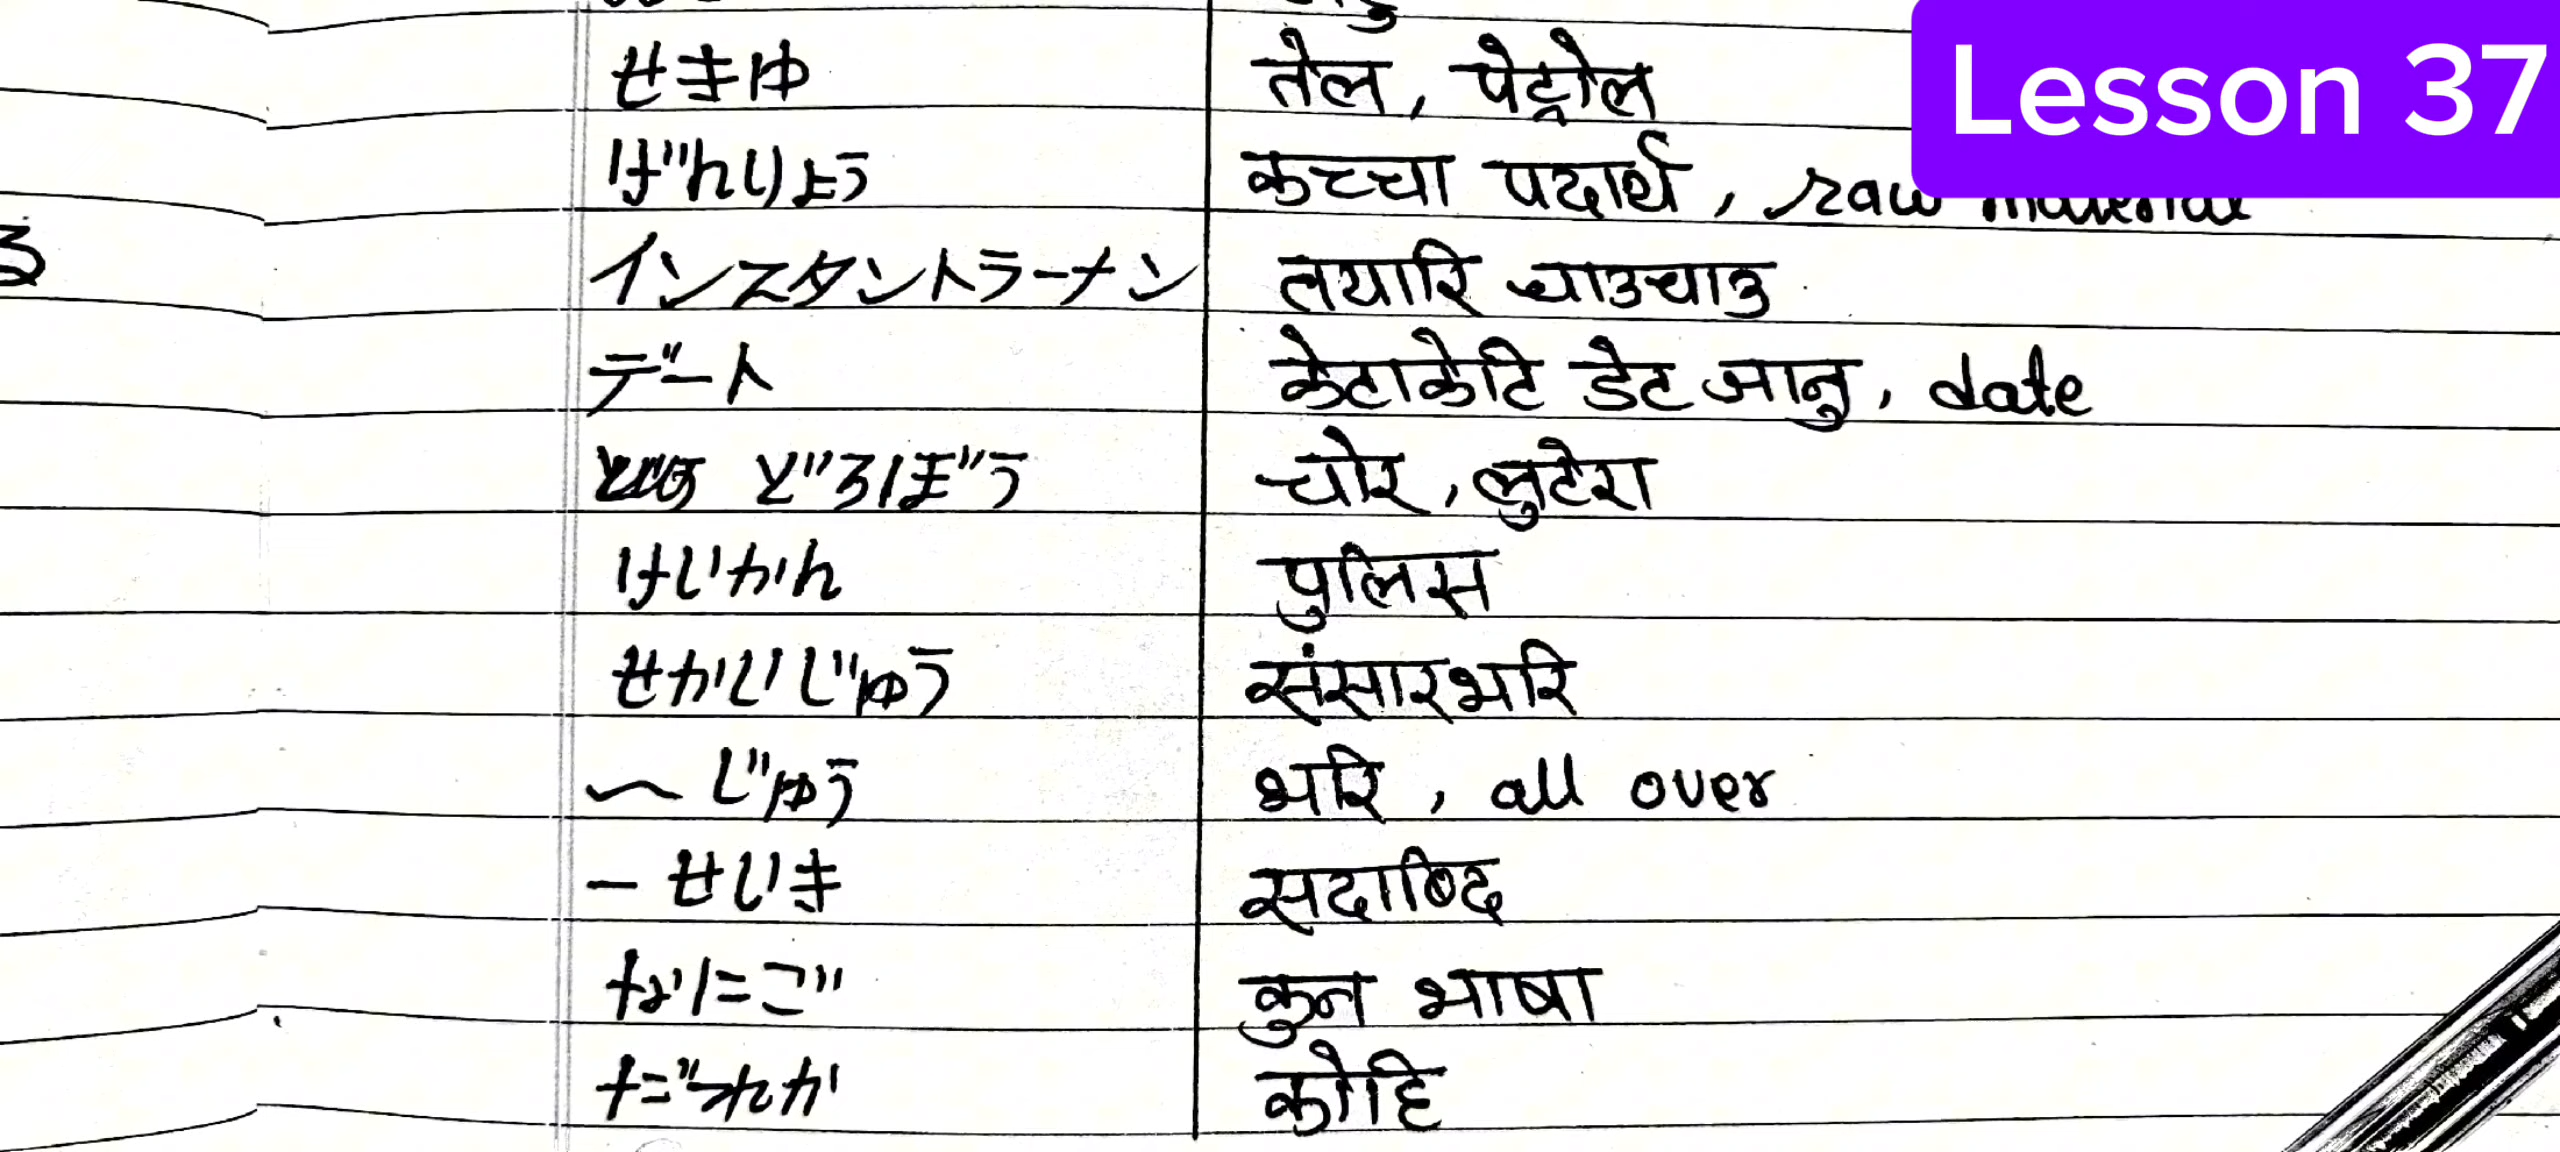 Lesson 37
せきゆ तेल, पेट्रोल
げんりょう कच्चा पदार्थ, raw material
インスタントラーメン तयारि चाउचाउ
デート केटाकेटि डेट जानु, date
どろぼう चोर, लुटेरा
けいかん पुलिस
せかいじゅう संसारभरि
〜じゅう भरि, all over
ーせいき सदाब्दि
なにご कुन भाषा
だれか कोहि